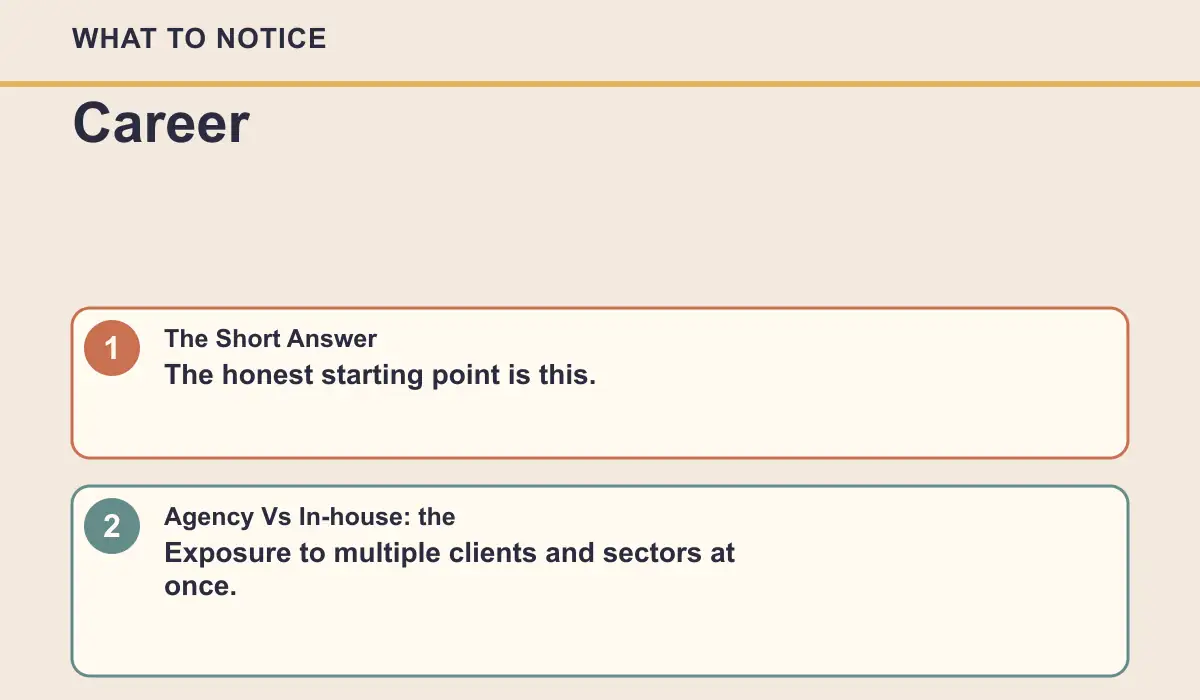 WHAT TO NOTICE
Career
1
The Short Answer
The honest starting point is this.
2
Agency Vs In-house: the
Exposure to multiple clients and sectors at
once.